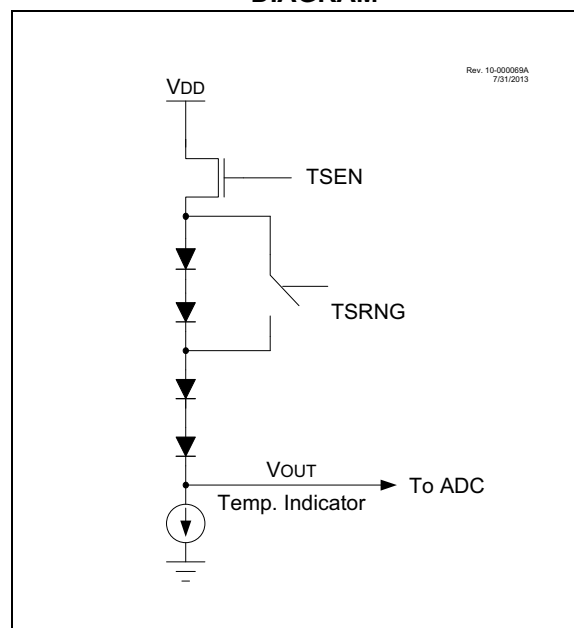 DIAGRAM
Rev. 10-000069A
7/31/2013
VDD
TSEN
TSRNG
VOUT
To ADC
Temp. Indicator